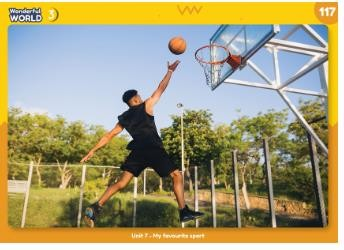 Wonderful
WORLD 3
117
Unit 7 - My favourite sport